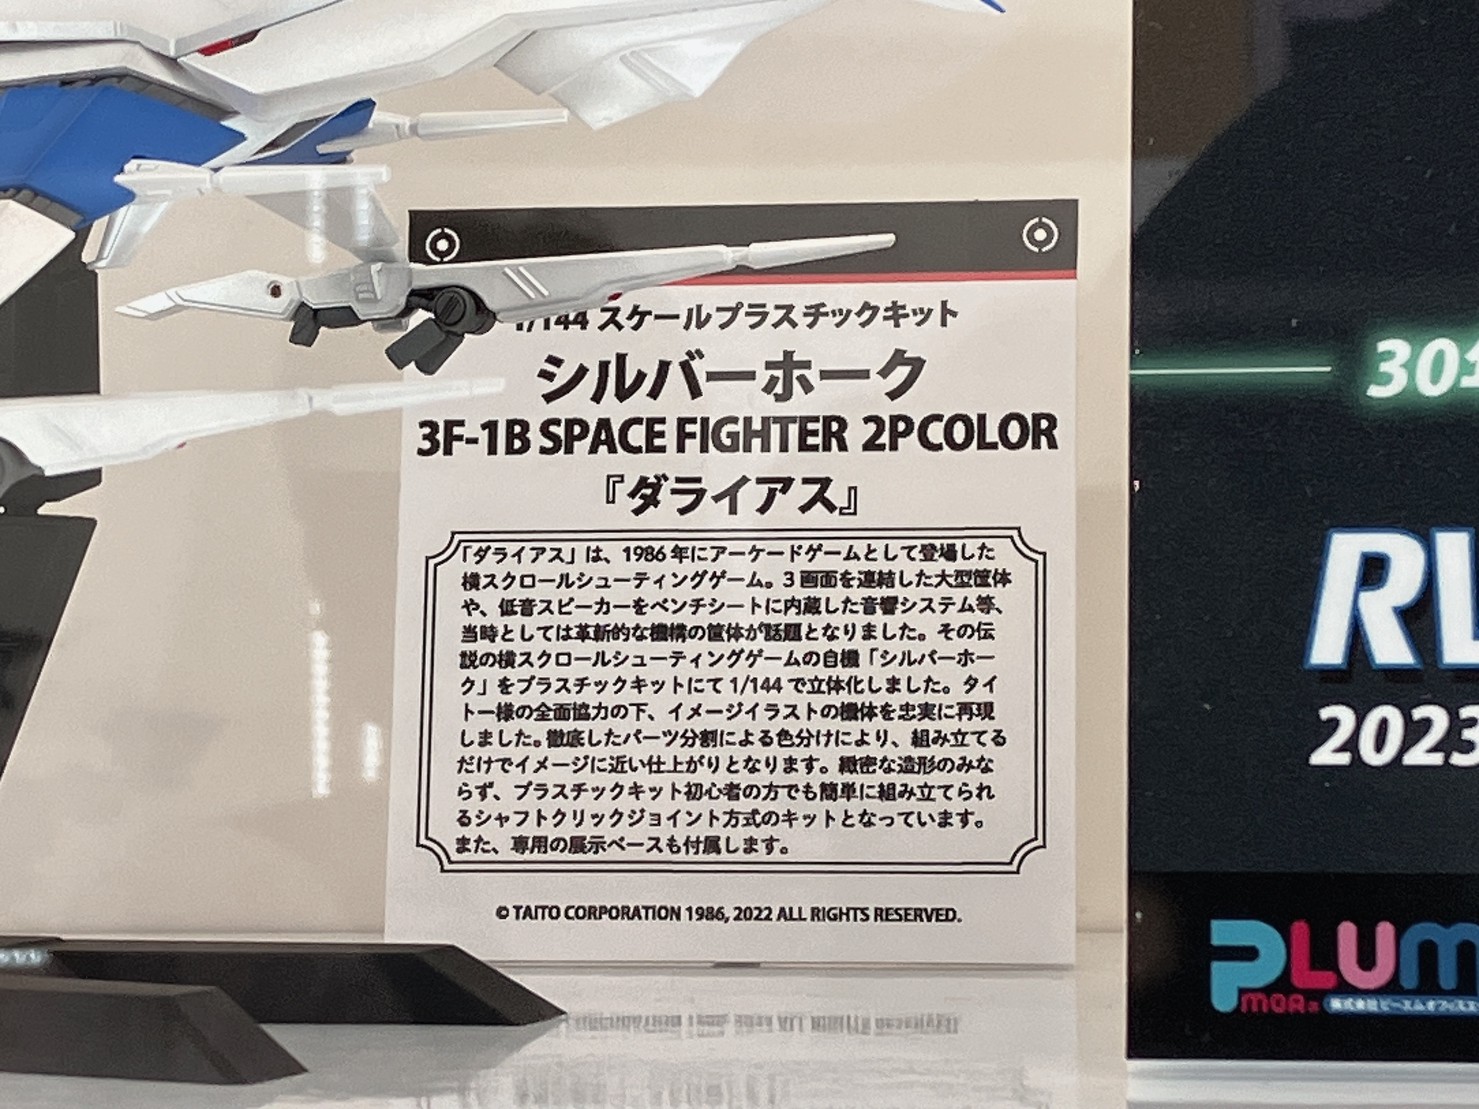 1/144 スケールプラスチックキット
シルバーホーク
3F-1B SPACE FIGHTER 2P COLOR
『ダライアス』
「ダライアス」は、1986 年にアーケードゲームとして登場した
横スクロールシューティングゲーム。3 画面を連結した大型筐体
や、低音スピーカーをベンチシートに内蔵した音響システム等、
当時としては革新的な機構の筐体が話題となりました。その伝
説の横スクロールシューティングゲームの自機「シルバーホー
ク」をプラスチックキットにて 1/144 で立体化しました。タイ
トー様の全面協力の下、イメージイラストの機体を忠実に再現
しました。徹底したパーツ分割による色分けにより、組み立てる
だけでイメージに近い仕上がりとなります。緻密な造形のみな
らず、プラスチックキット初心者の方でも簡単に組み立てられ
るシャフトクリックジョイント方式のキットとなっています。
また、専用の展示ベースも付属します。
© TAITO CORPORATION 1986, 2022 ALL RIGHTS RESERVED.
30
R
2023
PLUM